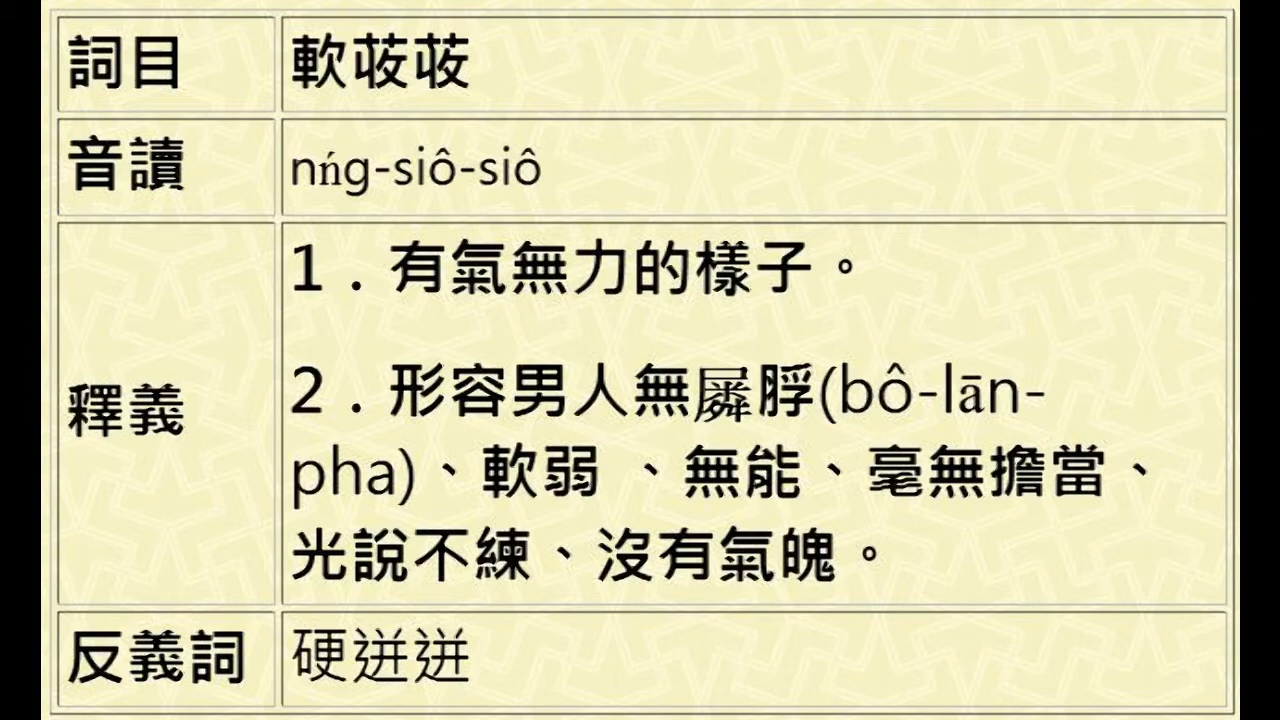 詞目 軟荍荍
音讀 nńg-siô-siô
釋義
1．有氣無力的樣子。
2．形容男人無屪脬(bô-lān-
pha)、軟弱 、無能、毫無擔當、
光說不練、沒有氣魄。
反義詞 硬迸迸